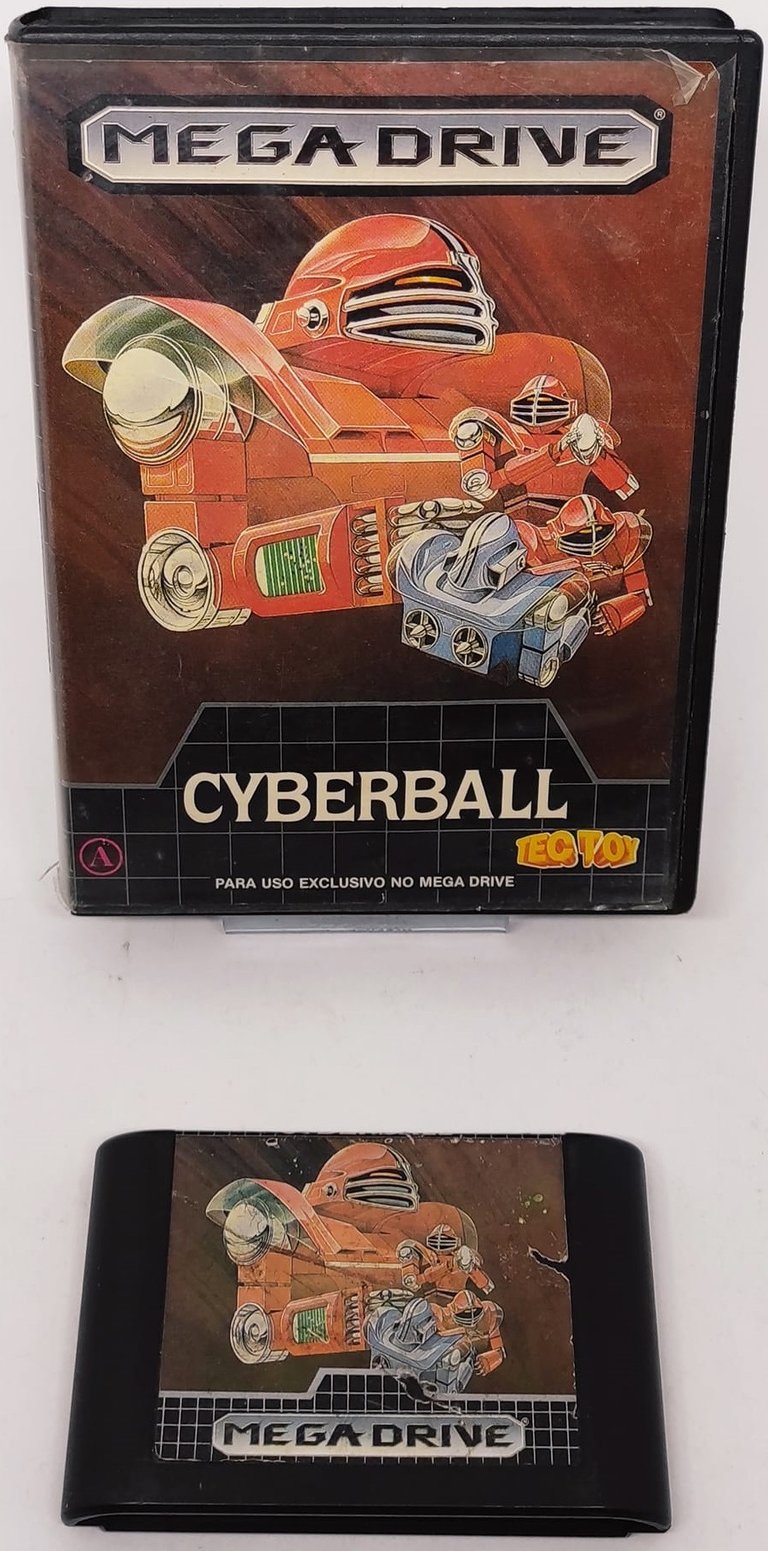 MEGA DRIVE®
CYBERBALL
A
TEC TOY
PARA USO EXCLUSIVO NO MEGA DRIVE
MEGA DRIVE